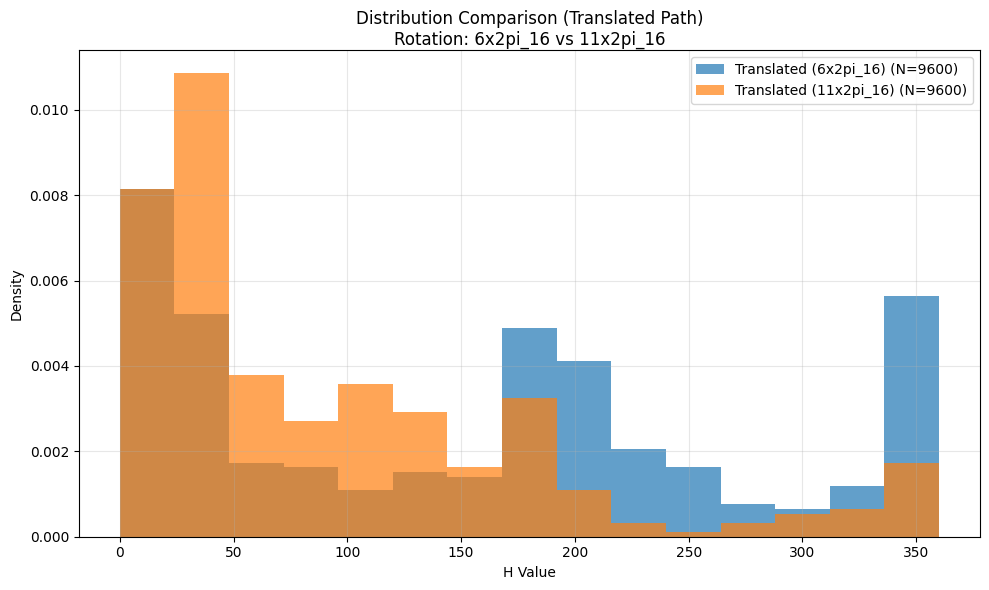 Distribution Comparison (Translated Path)
Rotation: 6x2pi_16 vs 11x2pi_16
Translated (6x2pi_16) (N=9600)
Translated (11x2pi_16) (N=9600)
0.010
0.008
0.006
0.004
0.002
0.000
Density
0 50 100 150 200 250 300 350
H Value